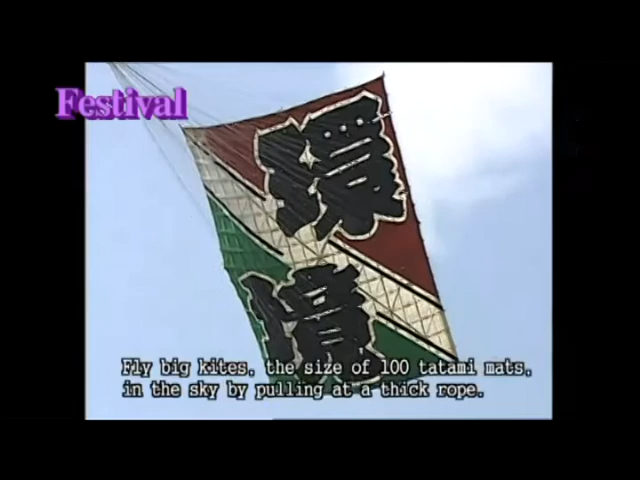 Festival
環
境
Fly big kites, the size of 100 tatami mats,
in the sky by pulling at a thick rope.